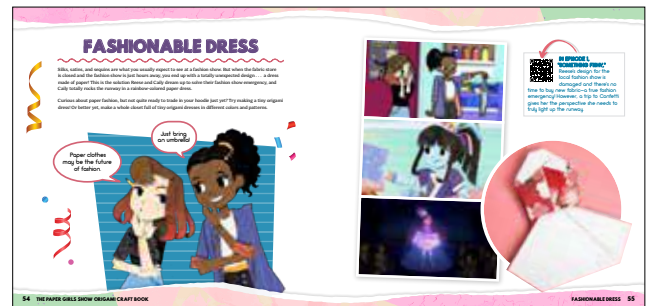 FASHIONABLE DRESS
Silks, satins, and sequins are what you usually expect to see at a fashion show. But when the fabric store
is closed and the fashion show is just hours away, you end up with a totally unexpected design . . . a dress
made of paper! This is the solution Reese and Caily dream up to solve their fashion show emergency, and
Caily totally rocks the runway in a rainbow-colored paper dress.
Curious about paper fashion, but not quite ready to trade in your hoodie just yet? Try making a tiny origami
dress! Or better yet, make a whole closet full of tiny origami dresses in different colors and patterns.
Just bring
an umbrella!
Paper clothes
may be the future
of fashion.
54 THE PAPER GIRLS SHOW ORIGAMI CRAFT BOOK
IN EPISODE 1,
"SOMETHING FISHY,"
Reese's design for the
local fashion show is
damaged and there's no
time to buy new fabric—a true fashion
emergency! However, a trip to Confetti
gives her the perspective she needs to
truly light up the runway.
FASHIONABLE DRESS 55